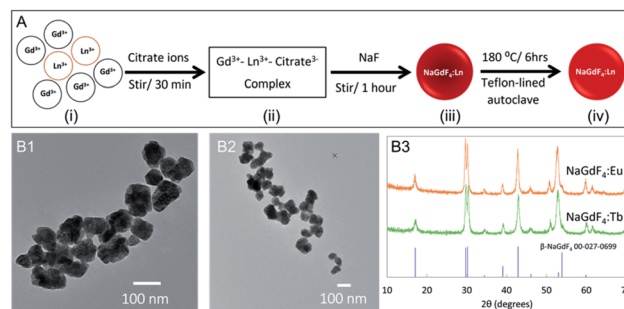 A
Gd³⁺
Gd³⁺
Ln³⁺
Ln³⁺
Gd³⁺
Gd³⁺
Gd³⁺
Citrate ions
Stir/ 30 min
Gd³⁺- Ln³⁺- Citrate³⁻
Complex
NaF
Stir/ 1 hour
NaGdF₄:Ln
180 ⁰C/ 6hrs
Teflon-lined
autoclave
NaGdF₄:Ln
(i)
(ii)
(iii)
(iv)
B1
100 nm
B2
100 nm
B3
NaGdF₄:Eu
NaGdF₄:Tb
β-NaGdF₄ 00-027-0699
10 20 30 40 50 60 70
2θ (degrees)